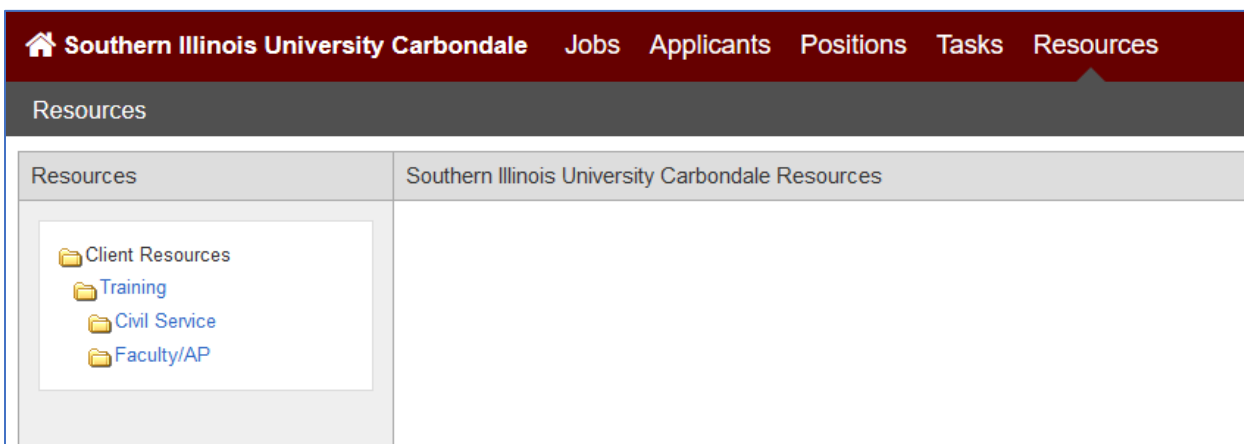 Southern Illinois University Carbondale Jobs Applicants Positions Tasks Resources
Resources
Resources Southern Illinois University Carbondale Resources
Client Resources
Training
Civil Service
Faculty/AP